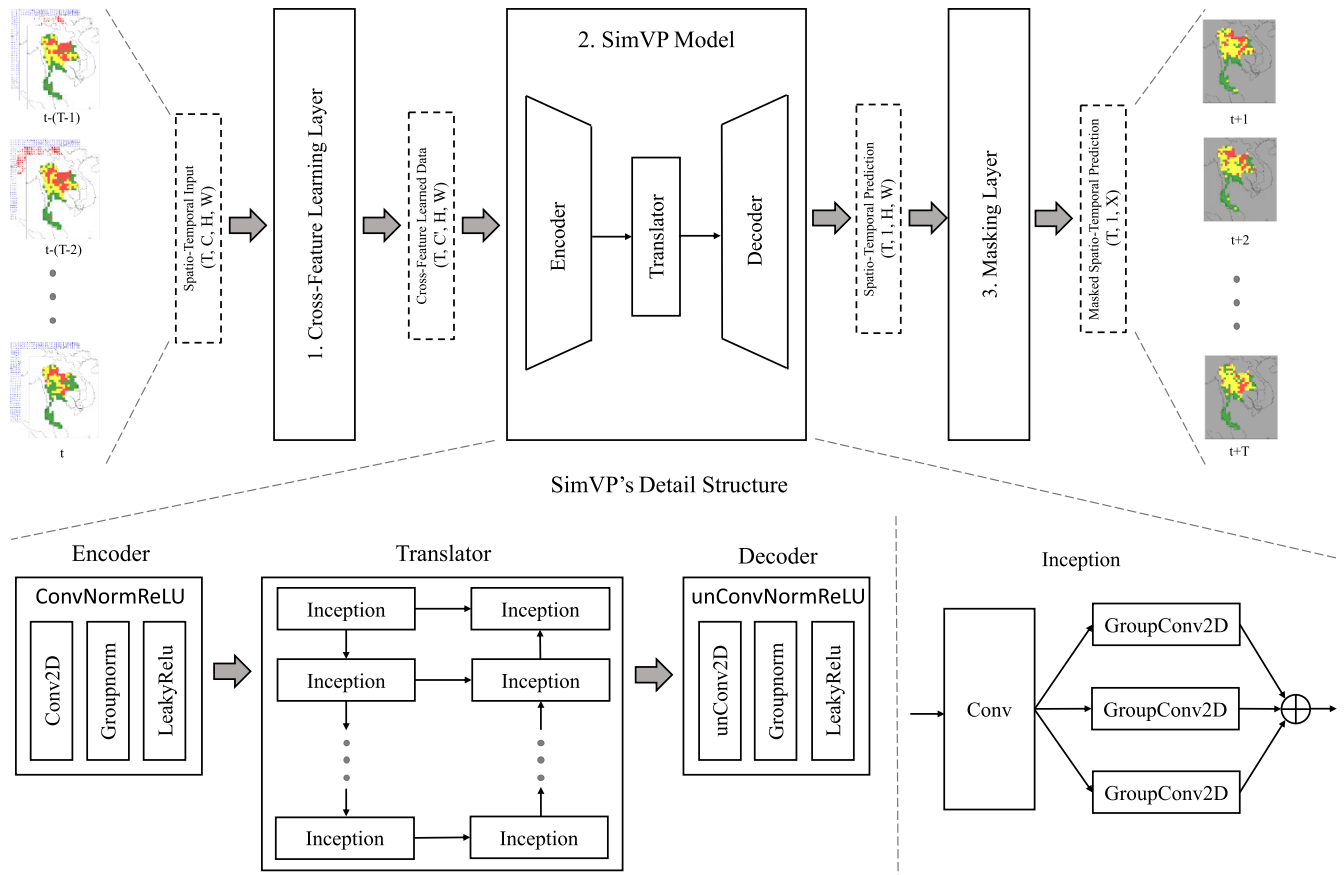 t-(T-1)
t-(T-2)
t
Spatio-Temporal Input
(T, C, H, W)
1. Cross-Feature Learning Layer
Cross-Feature Learned Data
(T, C', H, W)
2. SimVP Model
Encoder
Translator
Decoder
Spatio-Temporal Prediction
(T, 1, H, W)
3. Masking Layer
Masked Spatio-Temporal Prediction
(T, 1, X)
t+1
t+2
t+T
SimVP's Detail Structure
Encoder
ConvNormReLU
Conv2D
Groupnorm
LeakyRelu
Translator
Inception
Inception
Inception
Inception
Inception
Inception
Decoder
unConvNormReLU
unConv2D
Groupnorm
LeakyRelu
Inception
Conv
GroupConv2D
GroupConv2D
GroupConv2D